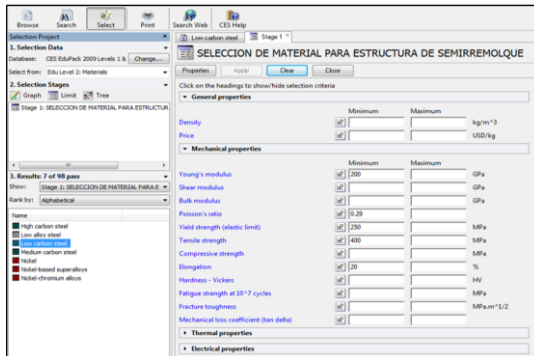 Browse Search Select Print Search Web CES Help
Selection Project
1. Selection Data
Database: CES EduPack 2009 Levels 1 & Change...
Select from: Edu Level 2: Materials
2. Selection Stages
Graph Limit Tree
Stage 1: SELECCION DE MATERIAL PARA ESTRUCTUR
3. Results: 7 of 98 pass
Show: Stage 1: SELECCION DE MATERIAL PARA E
Rank by: Alphabetical
Name
High carbon steel
Low alloy steel
Low carbon steel
Medium carbon steel
Nickel
Nickel-based superalloys
Nickel-chromium alloys
Low carbon steel Stage 1
SELECCION DE MATERIAL PARA ESTRUCTURA DE SEMIRREMOLQUE
Properties Apply Clear Close
Click on the headings to show/hide selection criteria
General properties
Minimum Maximum
Density kg/m^3
Price USD/kg
Mechanical properties
Minimum Maximum
Young's modulus 200 GPa
Shear modulus GPa
Bulk modulus GPa
Poisson's ratio 0.29
Yield strength (elastic limit) 250 MPa
Tensile strength 400 MPa
Compressive strength MPa
Elongation 20 %
Hardness - Vickers HV
Fatigue strength at 10^7 cycles MPa
Fracture toughness MPa.m^1/2
Mechanical loss coefficient (tan delta)
Thermal properties
Electrical properties